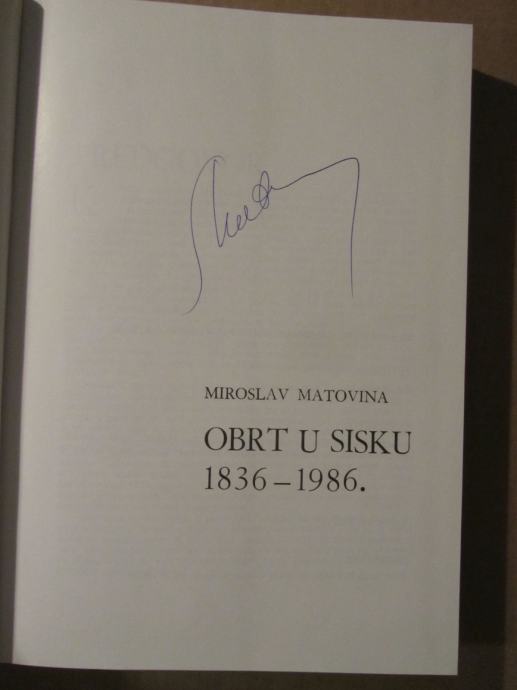 MIROSLAV MATOVINA
OBRT U SISKU
1836–1986.